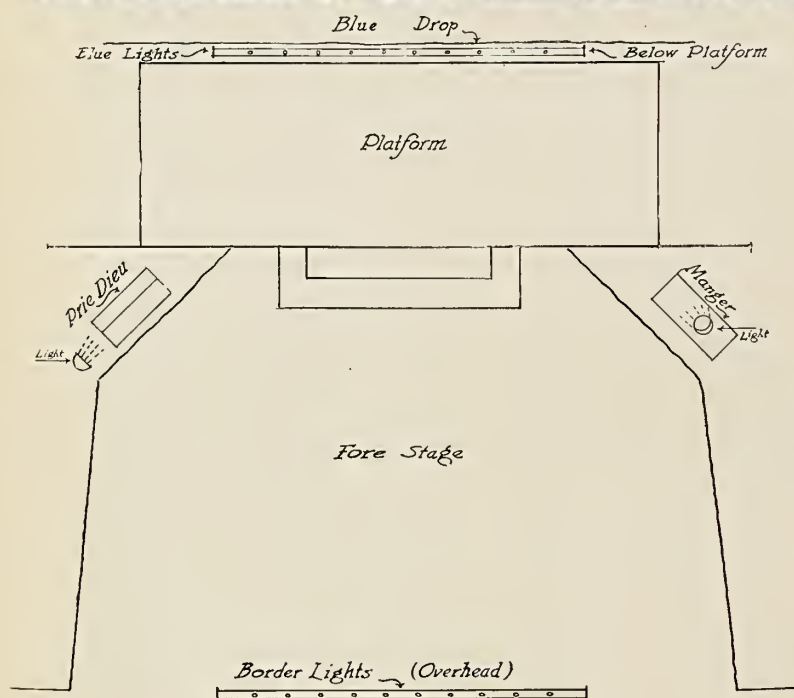 Blue Drop
Blue Lights
Below Platform
Platform
Prie Dieu
Manger
Light
Light
Fore Stage
Border Lights (Overhead)